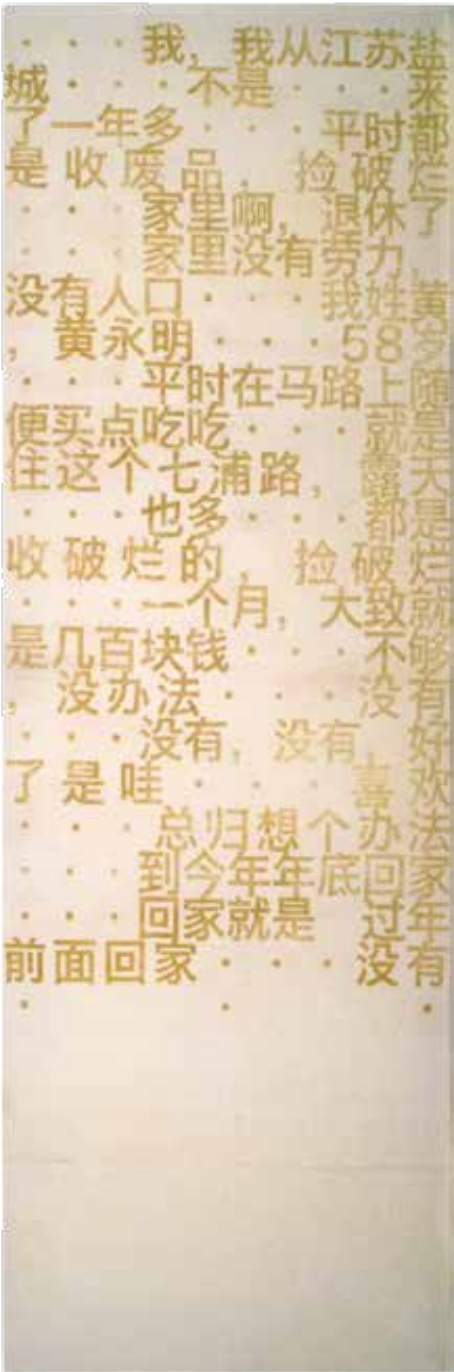 · · · 我, 我从江苏盐
城 · · · 不是 · · · 来
了一年多 · · · 平时都
是收废品, 捡破烂
· · · 家里啊, 退休了
· · · 家里没有劳力,
没有人口 · · · 我姓黄
, 黄永明 · · · 58岁
· · · 平时在马路上随
便买点吃吃 · · · 就是
住这个七浦路, 露天
· · · 也多 · · · 都是
收破烂的, 捡破烂
· · · 一个月, 大致就
是几百块钱 · · · 不够
, 没办法 · · · 没有
· · · 没有, 没有好
了是哇 · · · 喜欢
· · · 总归想个办法
· · · 到今年年底回家
· · · 回家就是 过年
前面回家 · · · 没有
· · ·